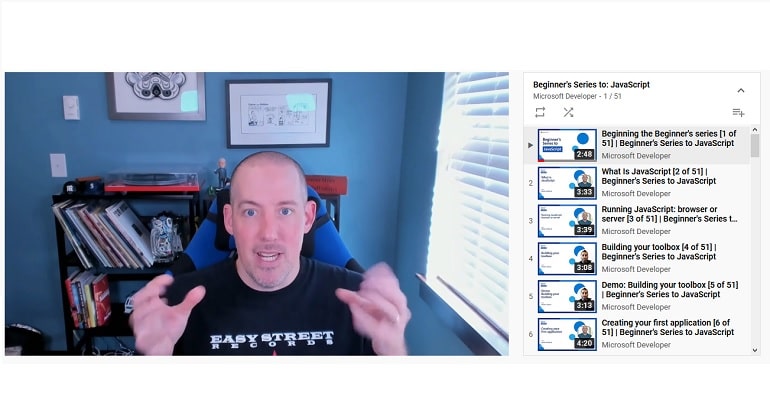 EASY STREET
RECORDS
Beginner's Series to: JavaScript
Microsoft Developer - 1 / 51
Beginning the Beginner's series [1 of
51] | Beginner's Series to JavaScript
Microsoft Developer
Beginner's
Series to
JavaScript
2:48
2
What Is JavaScript [2 of 51] |
Beginner's Series to JavaScript
Microsoft Developer
3:33
3
Running JavaScript: browser or
server [3 of 51] | Beginner's Series t...
Microsoft Developer
3:39
4
Building your toolbox [4 of 51] |
Beginner's Series to JavaScript
Microsoft Developer
3:08
5
Demo: Building your toolbox [5 of 51]
| Beginner's Series to JavaScript
Microsoft Developer
3:13
6
Creating your first application [6 of
51] | Beginner's Series to JavaScript
Microsoft Developer
4:20